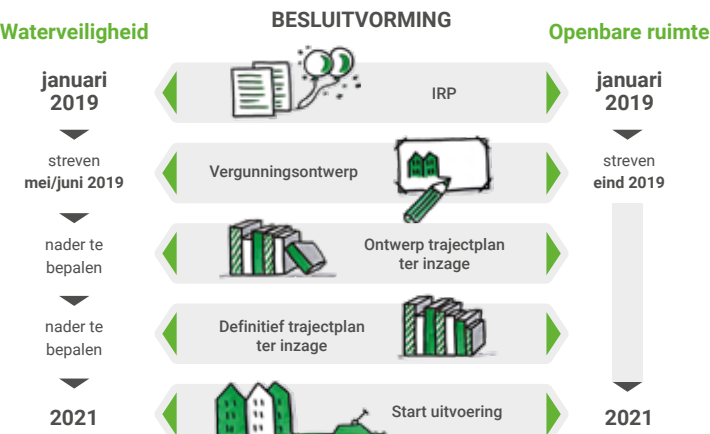 BESLUITVORMING
Waterveiligheid
Openbare ruimte
januari
2019
IRP
januari
2019
streven
mei/juni 2019
Vergunningsontwerp
streven
eind 2019
nader te
bepalen
Ontwerp trajectplan
ter inzage
nader te
bepalen
Definitief trajectplan
ter inzage
2021
Start uitvoering
2021